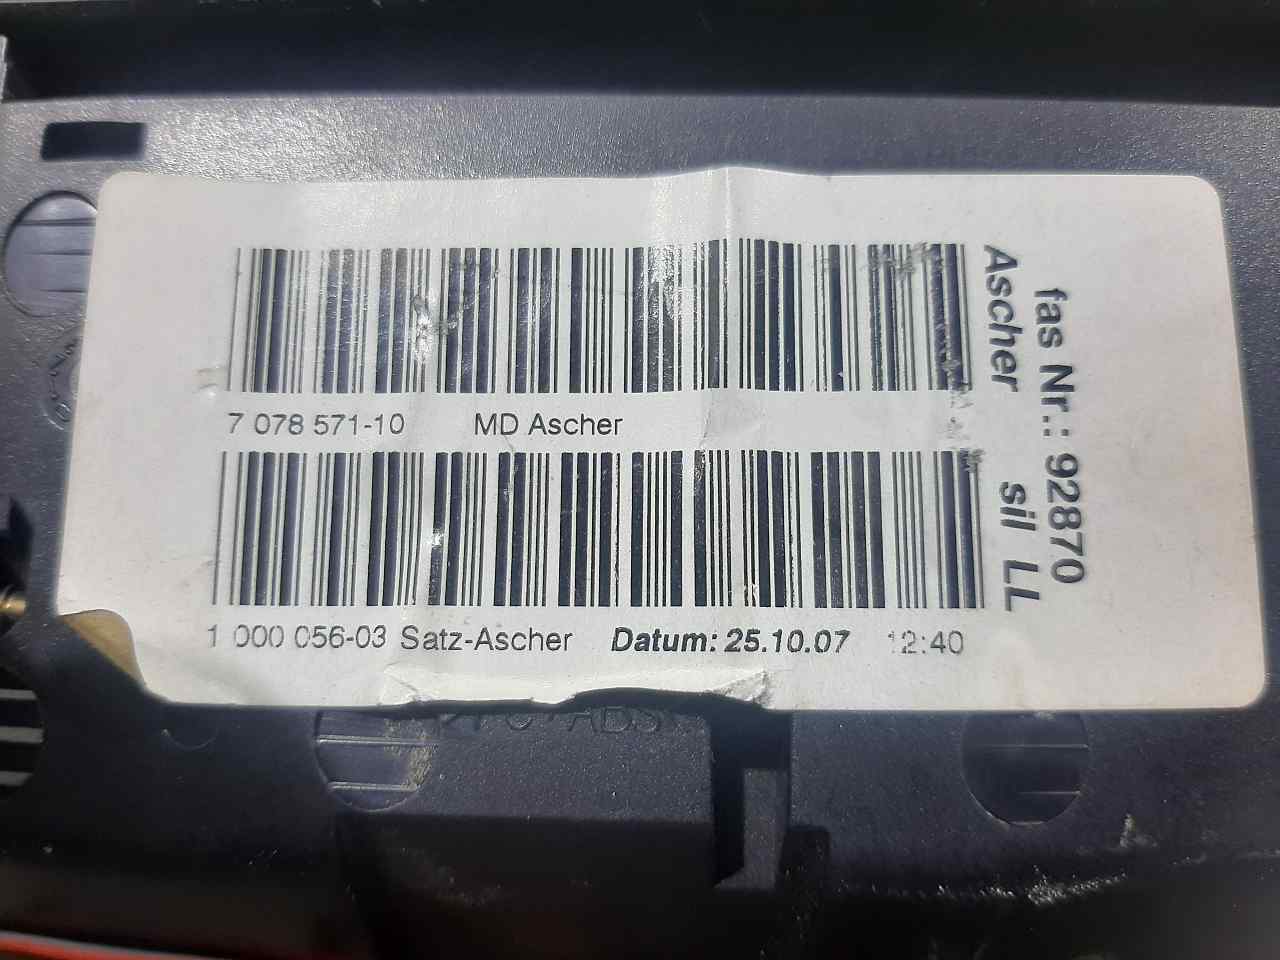 7 078 571-10 MD Ascher
1 000 056-03 Satz-Ascher Datum: 25.10.07 12:40
fas Nr.: 92870
Ascher sil LL